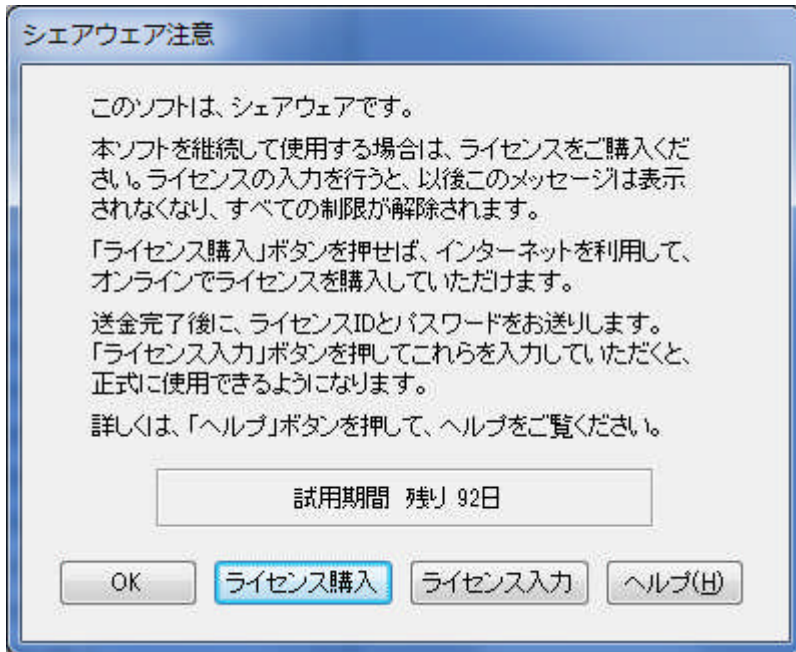 シェアウェア注意
このソフトは、シェアウェアです。
本ソフトを継続して使用する場合は、ライセンスをご購入くだ
さい。ライセンスの入力を行うと、以後このメッセージは表示
されなくなり、すべての制限が解除されます。
「ライセンス購入」ボタンを押せば、インターネットを利用して、
オンラインでライセンスを購入していただけます。
送金完了後に、ライセンスIDとパスワードをお送りします。
「ライセンス入力」ボタンを押してこれらを入力していただくと、
正式に使用できるようになります。
詳しくは、「ヘルプ」ボタンを押して、ヘルプをご覧ください。
試用期間 残り 92日
OK ライセンス購入 ライセンス入力 ヘルプ(H)